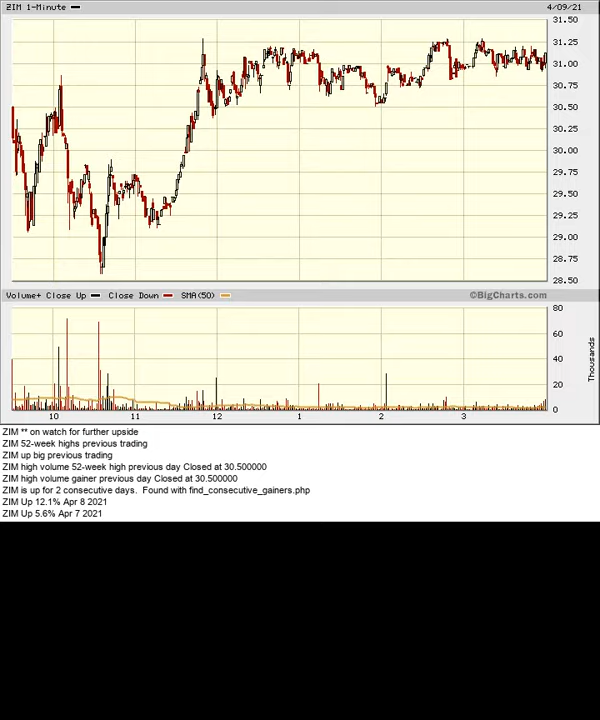 ZIM 1-Minute 4/09/21
31.50
31.25
31.00
30.75
30.50
30.25
30.00
29.75
29.50
29.25
29.00
28.75
28.50
Volume+ Close Up Close Down SMA(50) ©BigCharts.com
80
60
40
20
0
Thousands
10 11 12 1 2 3
ZIM ** on watch for further upside
ZIM 52-week highs previous trading
ZIM up big previous trading
ZIM high volume 52-week high previous day Closed at 30.500000
ZIM high volume gainer previous day Closed at 30.500000
ZIM is up for 2 consecutive days. Found with find_consecutive_gainers.php
ZIM Up 12.1% Apr 8 2021
ZIM Up 5.6% Apr 7 2021